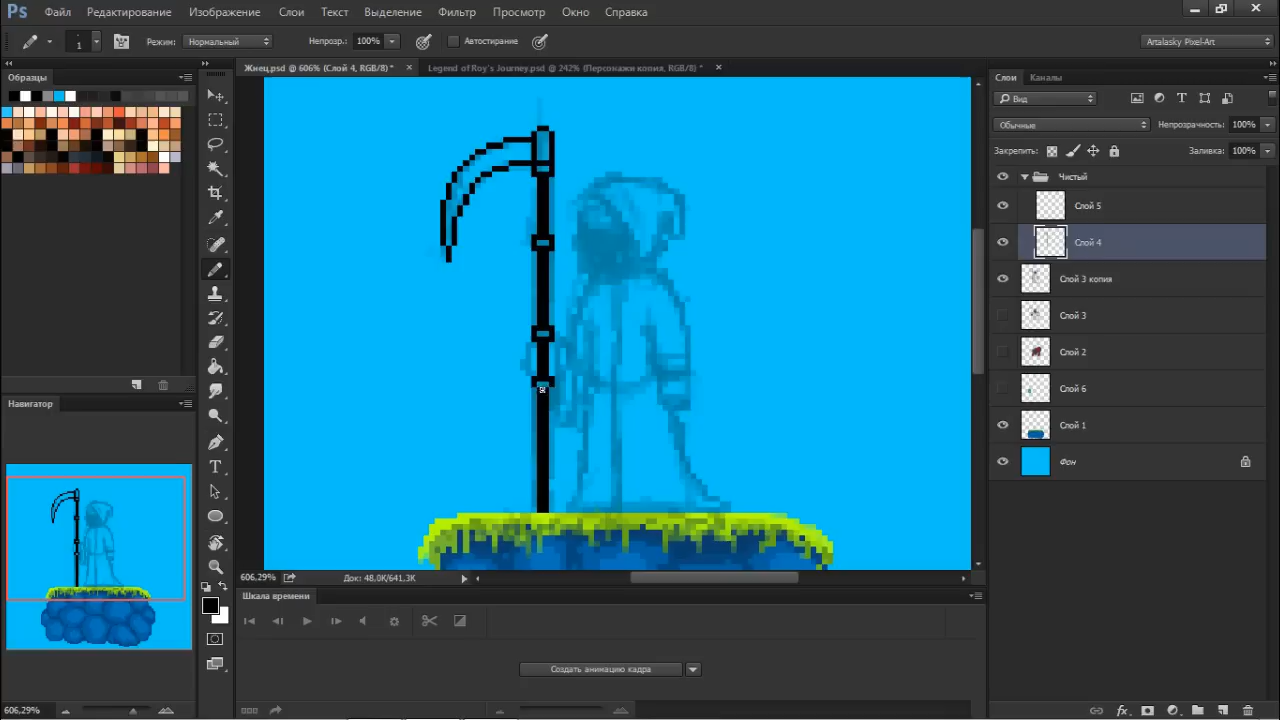 Ps Файл Редактирование Изображение Слои Текст Выделение Фильтр Просмотр Окно Справка
1 Режим: Нормальный Непрозр.: 100% Автостирание Artalasky Pixel-Art
Образцы
Жнец.psd @ 606% (Слой 4, RGB/8) * × Legend of Roy's Journey.psd @ 242% (Персонажи копия, RGB/8) * ×
Слои Каналы
Вид
Обычные Непрозрачность: 100%
Закрепить: Заливка: 100%
Чистый
Слой 5
Слой 4
Слой 3 копия
Слой 3
Слой 2
Слой 6
Слой 1
Фон
Навигатор
606,29%
606,29% Док: 48,0K/641,3K
Шкала времени
Создать анимацию кадра